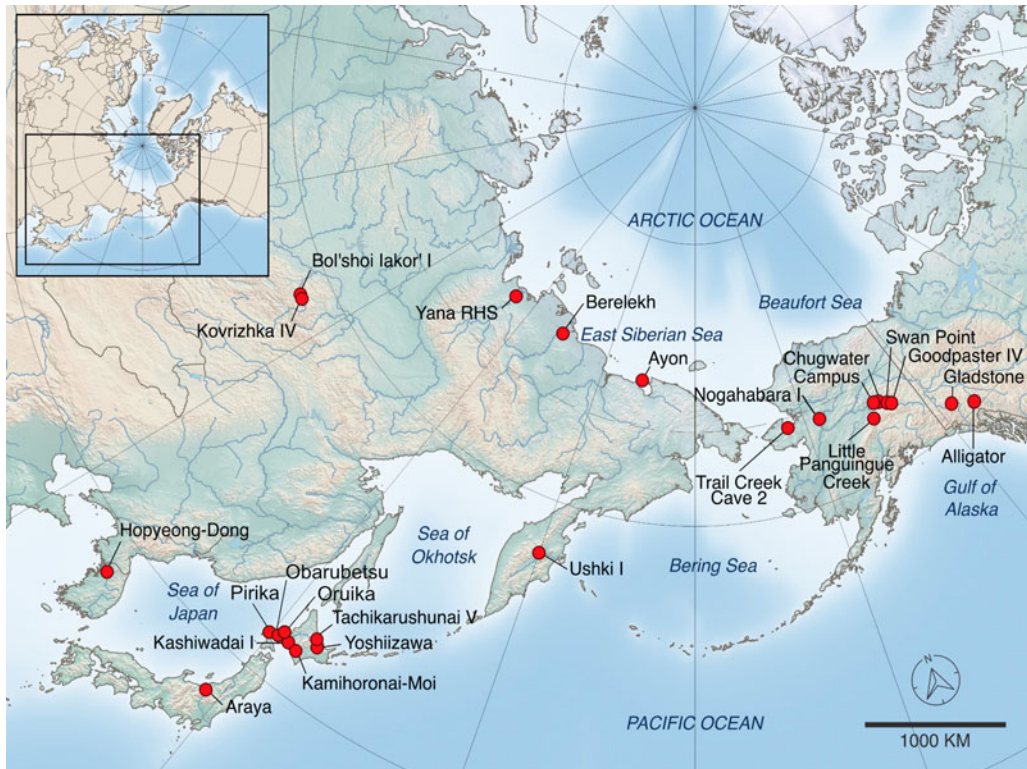 ARCTIC OCEAN
Bol'shoi Iakor' I
Kovrizhka IV
Yana RHS
Berelekh
East Siberian Sea
Ayon
Beaufort Sea
Swan Point
Goodpaster IV
Chugwater
Campus
Gladstone
Nogahabara I
Trail Creek
Cave 2
Little
Panguingue
Creek
Alligator
Gulf of
Alaska
Hopyeong-Dong
Sea of
Okhotsk
Ushki I
Bering Sea
Sea of
Japan
Obarubetsu
Pirika
Oruika
Tachikarushunai V
Kashiwadai I
Yoshiizawa
Kamihoronai-Moi
Araya
PACIFIC OCEAN
N
1000 KM